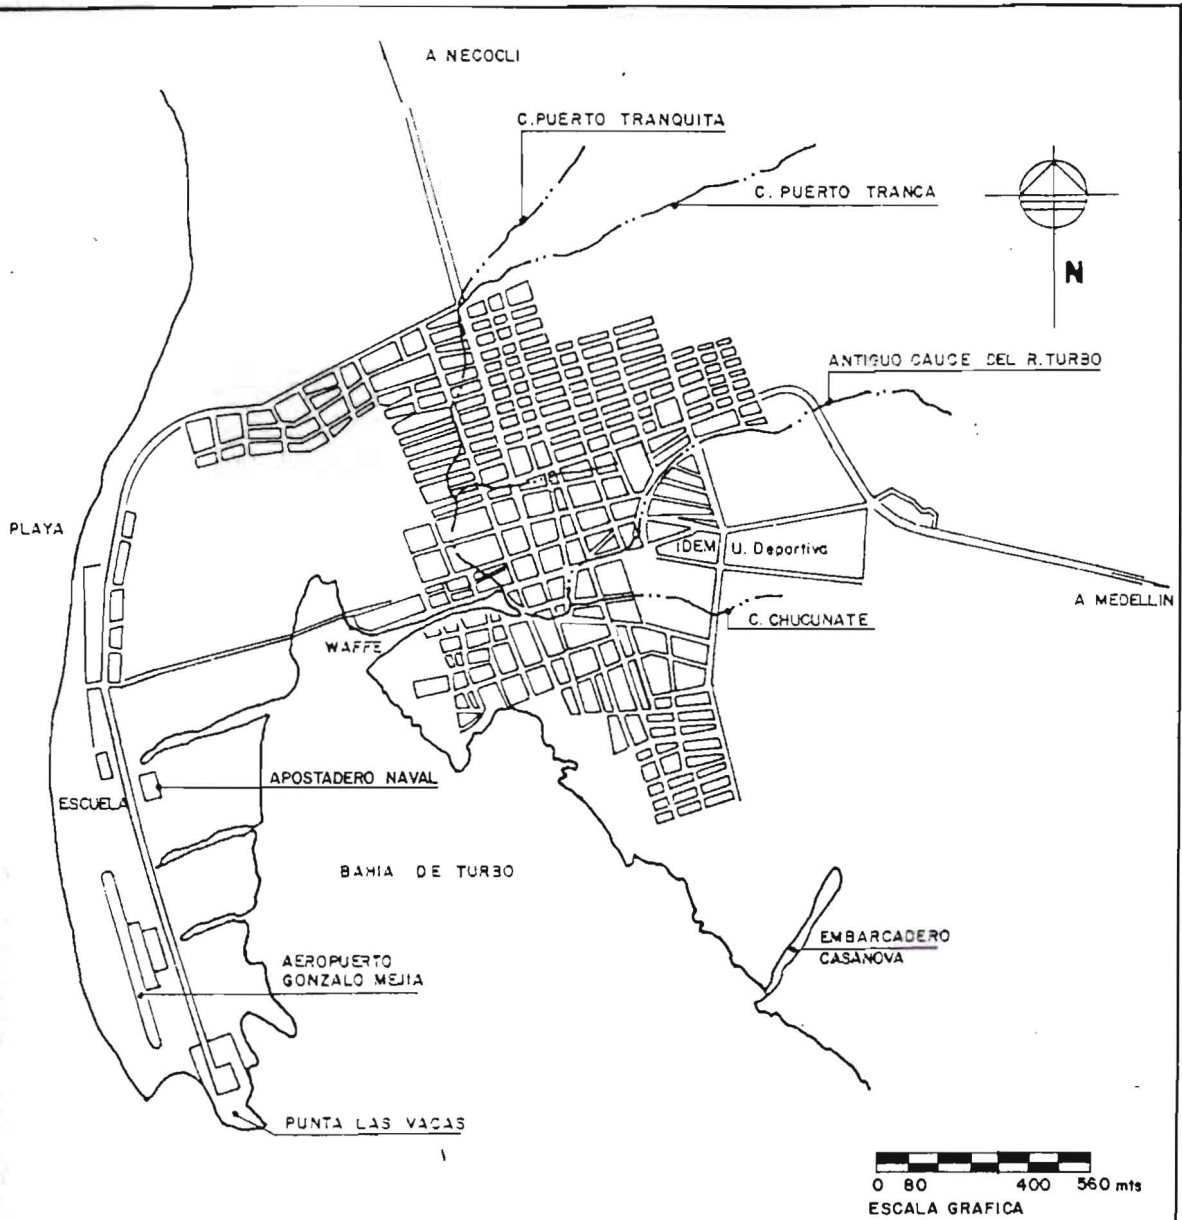 A NECOCLI
C. PUERTO TRANQUITA
C. PUERTO TRANCA
N
ANTIGUO CAUCE DEL R. TURBO
PLAYA
IDEM U. Deportiva
A MEDELLIN
C. CHUCUNATE
WAFFE
APOSTADERO NAVAL
ESCUELA
BAHIA DE TURBO
EMBARCADERO
CASANOVA
AEROPUERTO
GONZALO MEJIA
PUNTA LAS VACAS
0 80 400 560 mts
ESCALA GRAFICA